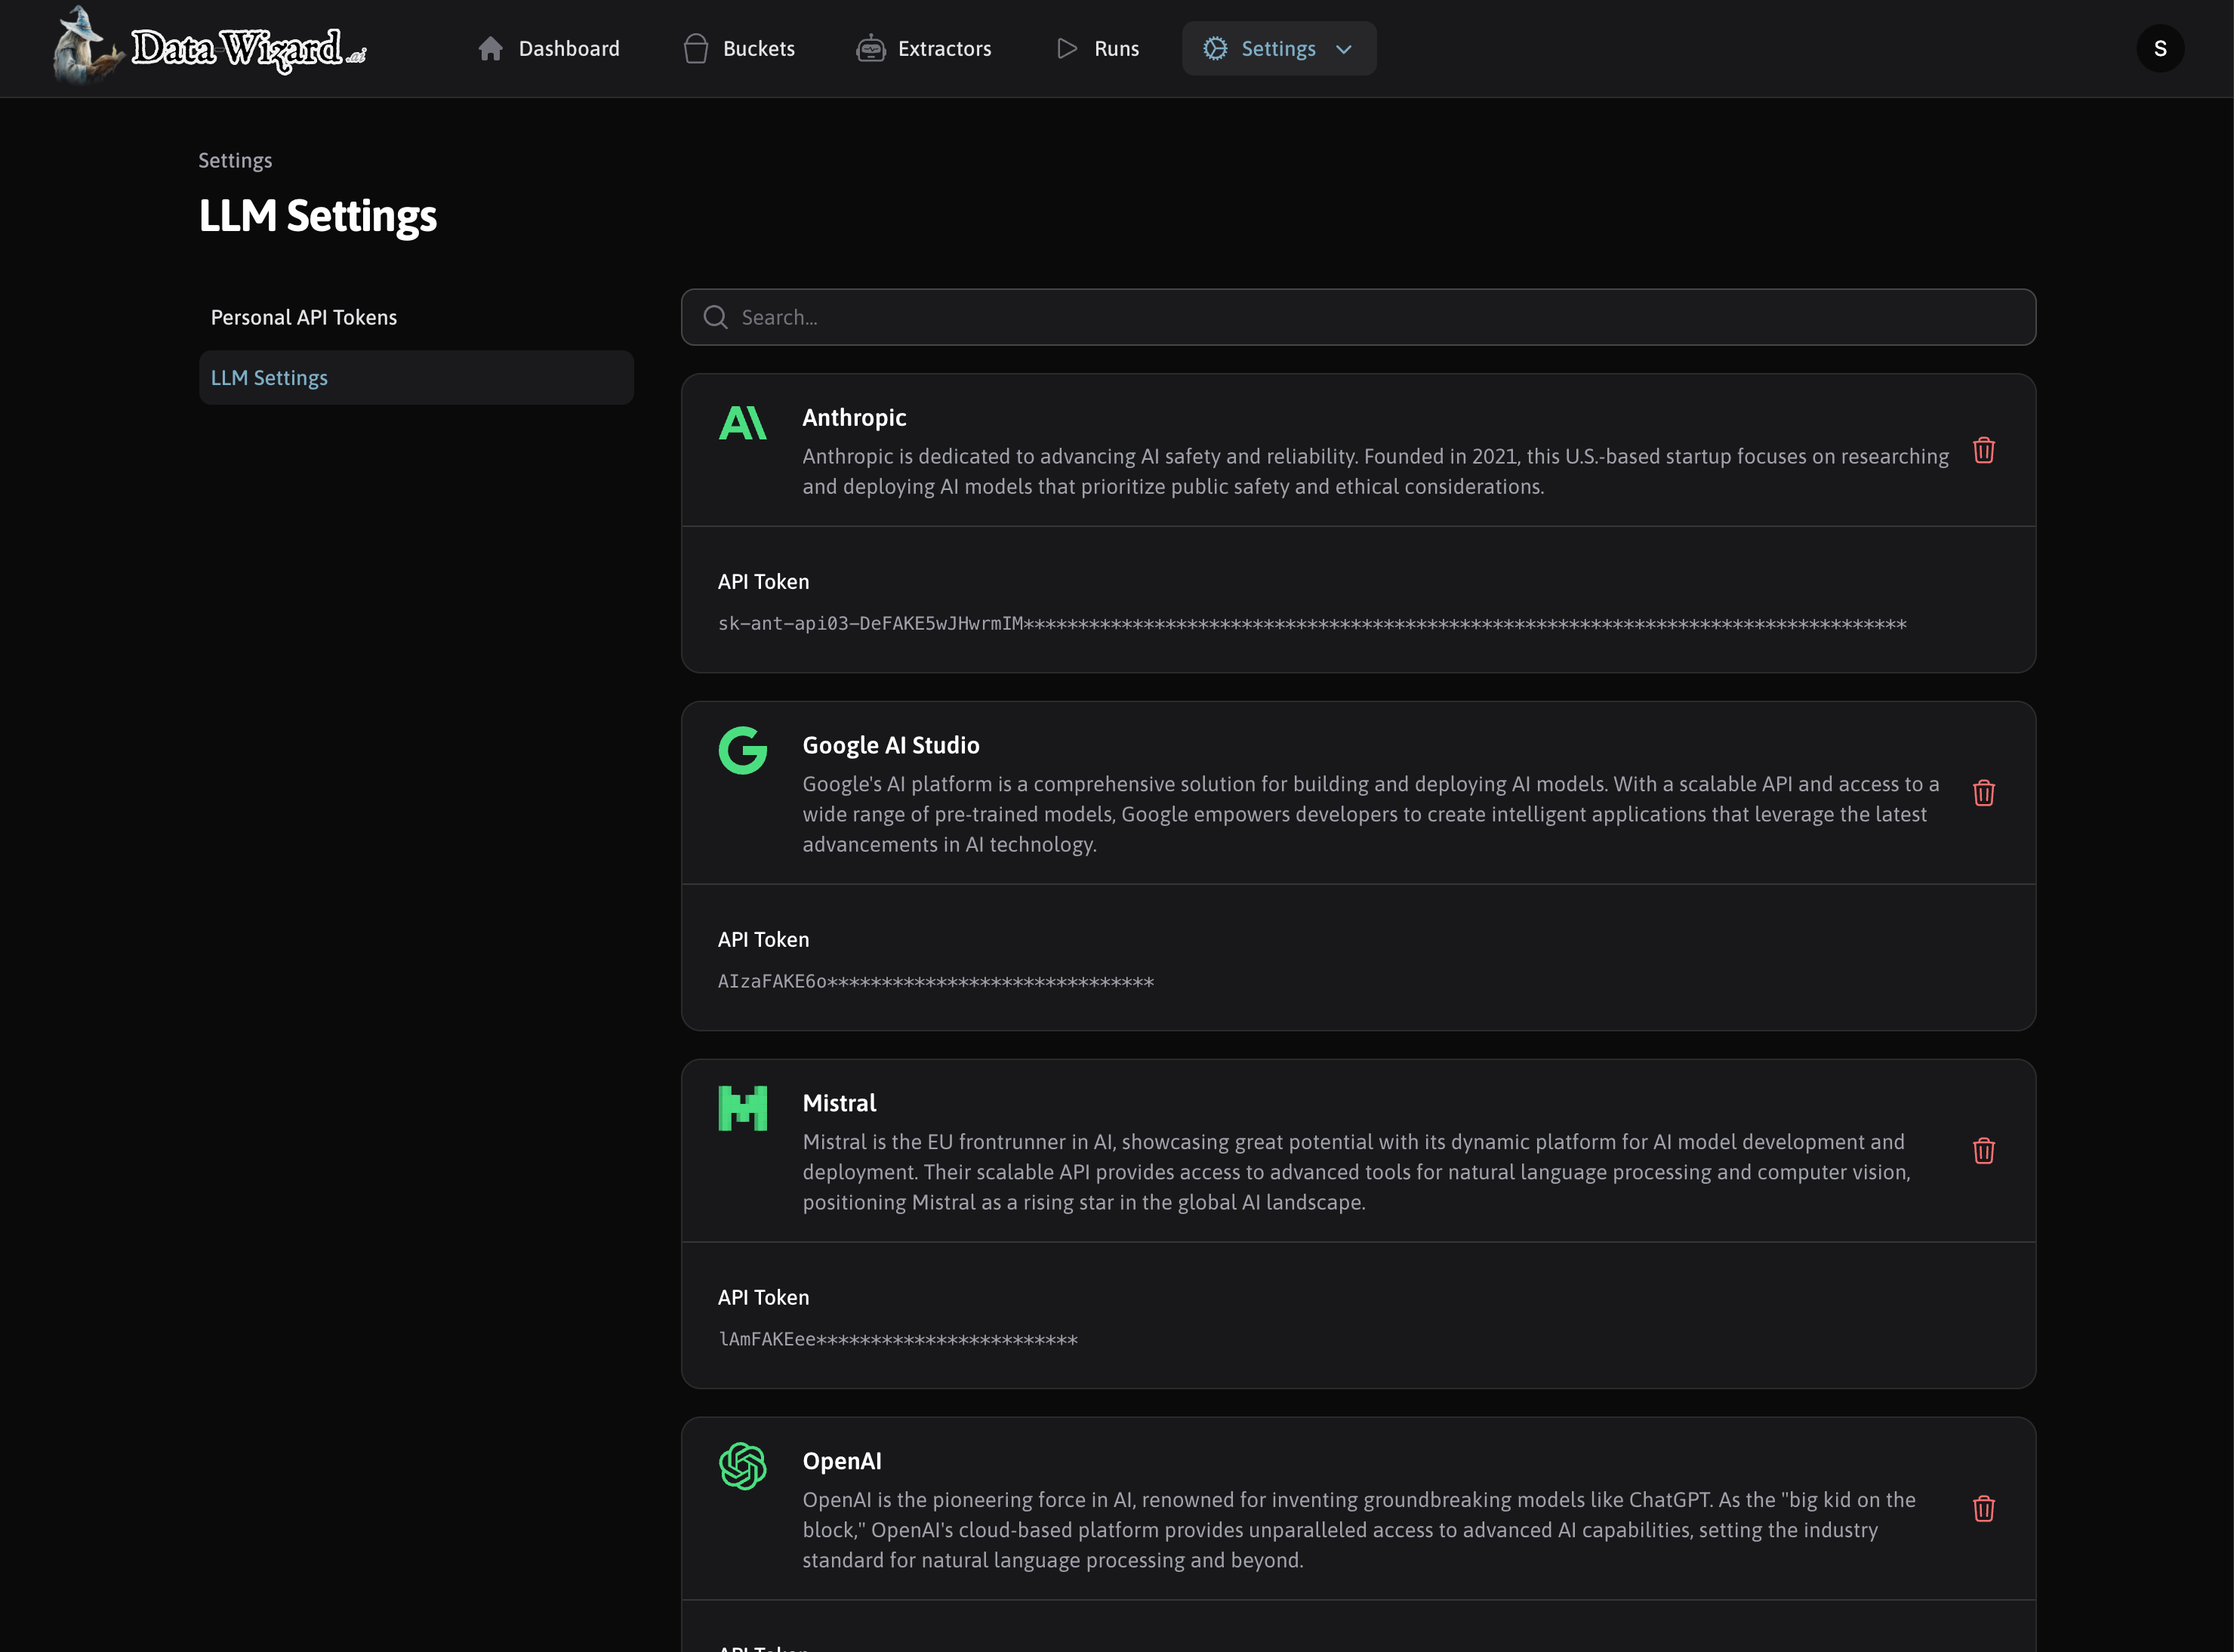 Data Wizard.ai
Dashboard
Buckets
Extractors
Runs
Settings
S
Settings
LLM Settings
Personal API Tokens
LLM Settings
Search...
Anthropic
Anthropic is dedicated to advancing AI safety and reliability. Founded in 2021, this U.S.-based startup focuses on researching
and deploying AI models that prioritize public safety and ethical considerations.
API Token
sk-ant-api03-DeFAKE5wJHwrmIM*********************************************************************************
Google AI Studio
Google's AI platform is a comprehensive solution for building and deploying AI models. With a scalable API and access to a
wide range of pre-trained models, Google empowers developers to create intelligent applications that leverage the latest
advancements in AI technology.
API Token
AIzaFAKE6o******************************
Mistral
Mistral is the EU frontrunner in AI, showcasing great potential with its dynamic platform for AI model development and
deployment. Their scalable API provides access to advanced tools for natural language processing and computer vision,
positioning Mistral as a rising star in the global AI landscape.
API Token
lAmFAKEee************************
OpenAI
OpenAI is the pioneering force in AI, renowned for inventing groundbreaking models like ChatGPT. As the "big kid on the
block," OpenAI's cloud-based platform provides unparalleled access to advanced AI capabilities, setting the industry
standard for natural language processing and beyond.
API Token